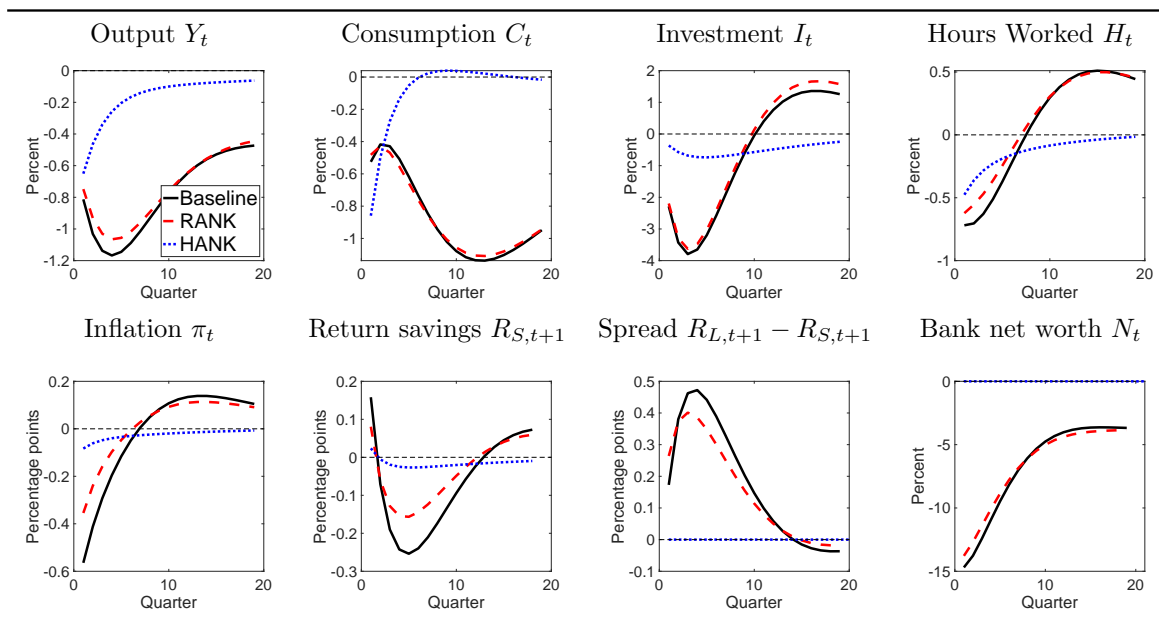 Output Y_t
Consumption C_t
Investment I_t
Hours Worked H_t
Percent
0
-0.2
-0.4
-0.6
-0.8
-1
-1.2
0
10
20
Quarter
Baseline
RANK
HANK
Percent
0
-0.2
-0.4
-0.6
-0.8
-1
0
10
20
Quarter
Percent
2
1
0
-1
-2
-3
-4
0
10
20
Quarter
Percent
0.5
0
-0.5
-1
0
10
20
Quarter
Inflation π_t
Return savings R_{S,t+1}
Spread R_{L,t+1} − R_{S,t+1}
Bank net worth N_t
Percentage points
0.2
0
-0.2
-0.4
-0.6
0
10
20
Quarter
Percentage points
0.2
0.1
0
-0.1
-0.2
-0.3
0
10
20
Quarter
Percentage points
0.5
0.4
0.3
0.2
0.1
0
-0.1
0
10
20
Quarter
Percent
0
-5
-10
-15
0
10
20
Quarter